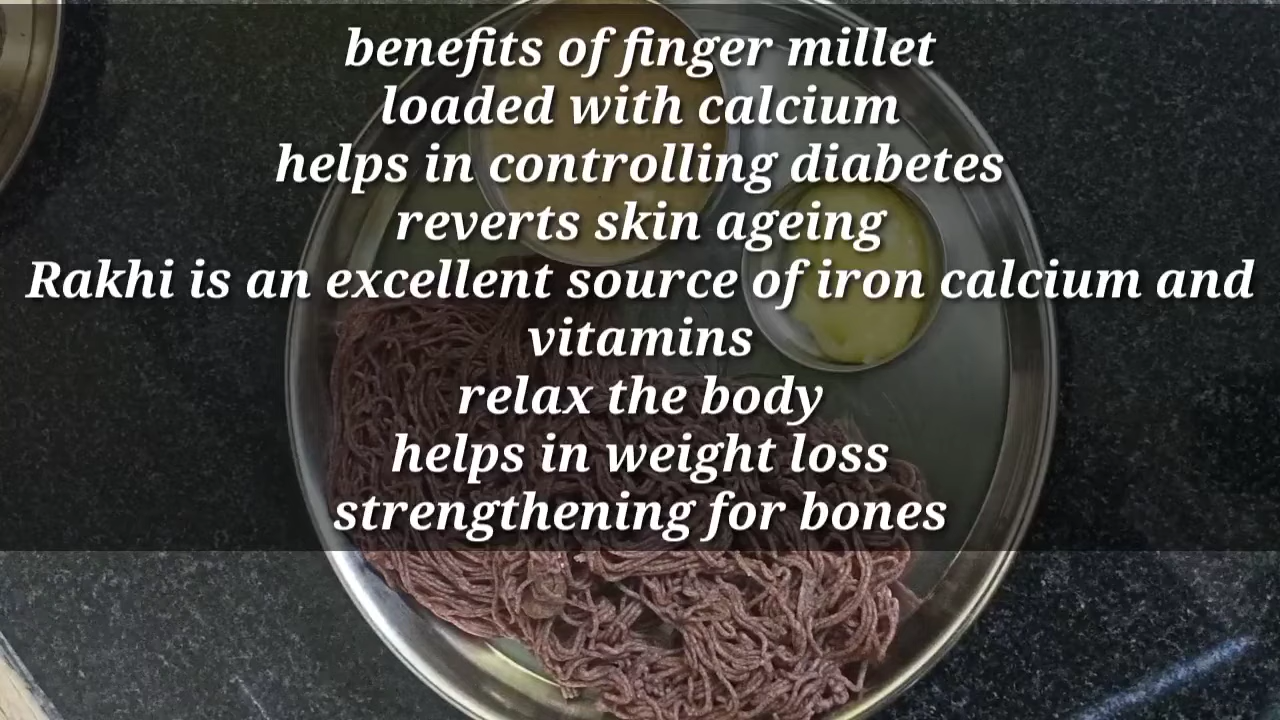 benefits of finger millet
loaded with calcium
helps in controlling diabetes
reverts skin ageing
Rakhi is an excellent source of iron calcium and
vitamins
relax the body
helps in weight loss
strengthening for bones